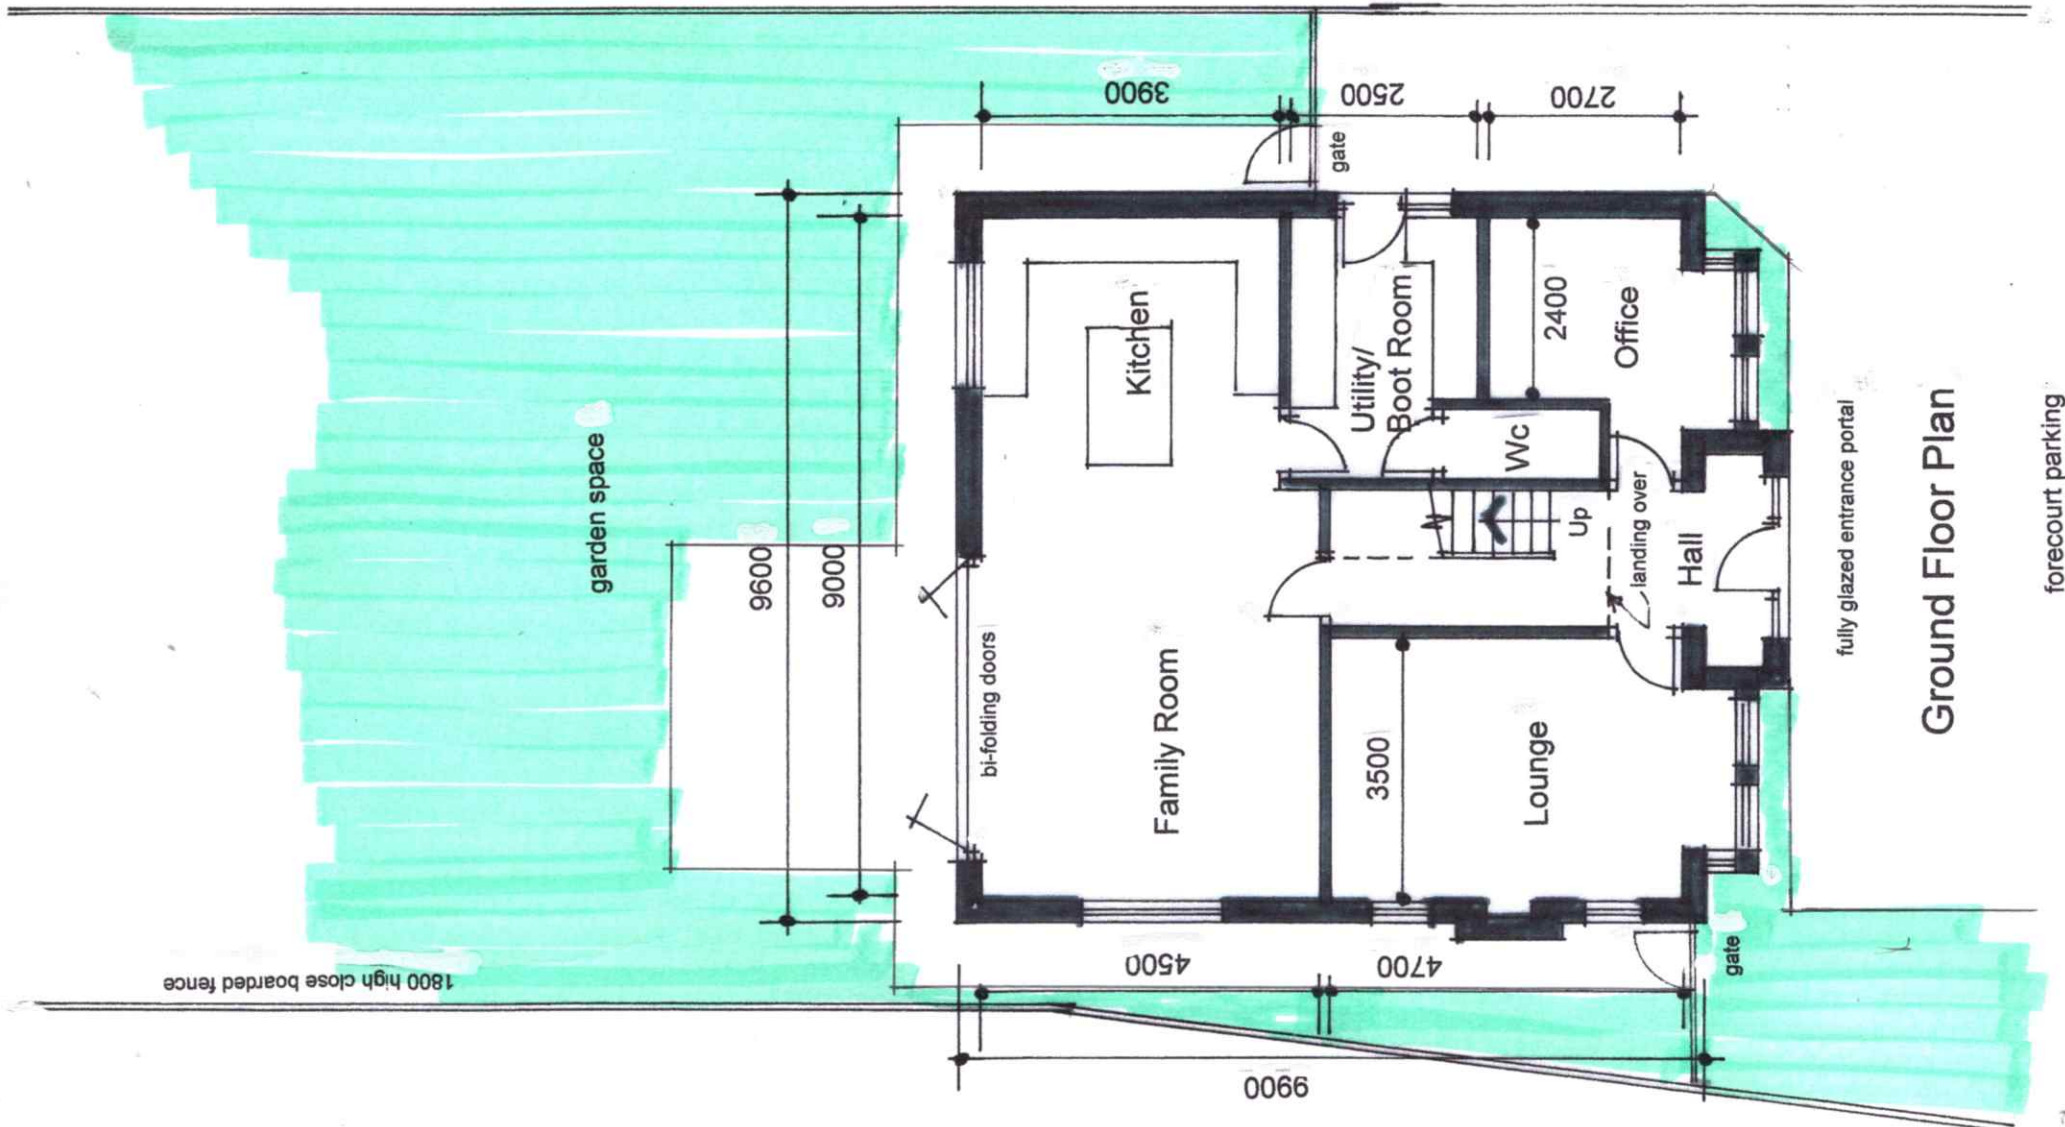 1800 high close boarded fence
garden space
9600
9000
3900
2500
2700
gate
bi-folding doors
Kitchen
Family Room
Utility/
Boot Room
2400
Office
Wc
Up
landing over
Hall
3500
Lounge
4500
4700
9900
gate
fully glazed entrance portal
Ground Floor Plan
forecourt parking